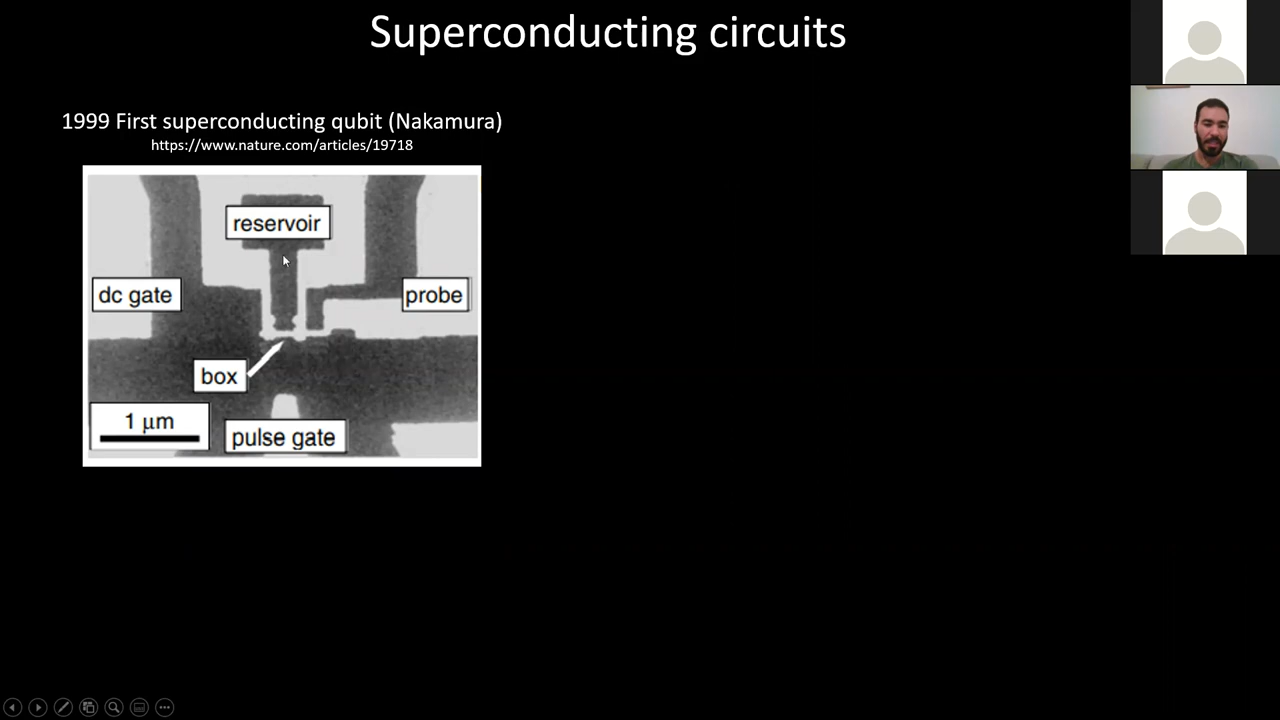 Superconducting circuits
1999 First superconducting qubit (Nakamura)
https://www.nature.com/articles/19718
reservoir
dc gate
probe
box
1 μm
pulse gate